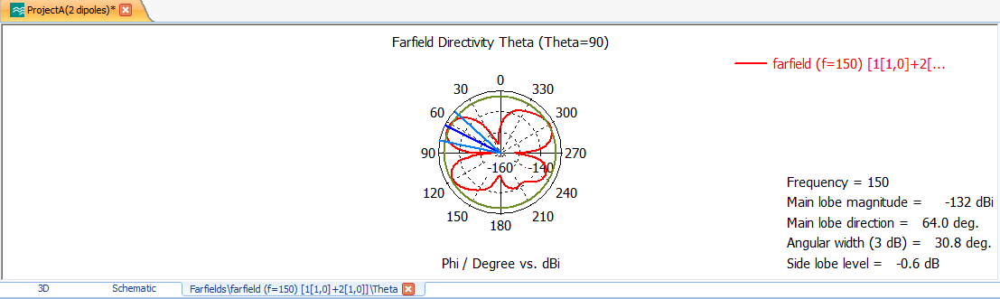 ProjectA(2 dipoles)*
Farfield Directivity Theta (Theta=90)
farfield (f=150) [1[1,0]+2[...
0
30
330
60
300
90
-160
-140
270
120
240
150
210
180
Frequency = 150
Main lobe magnitude = -132 dBi
Main lobe direction = 64.0 deg.
Angular width (3 dB) = 30.8 deg.
Side lobe level = -0.6 dB
Phi / Degree vs. dBi
3D
Schematic
Farfields\farfield (f=150) [1[1,0]+2[1,0]]\Theta